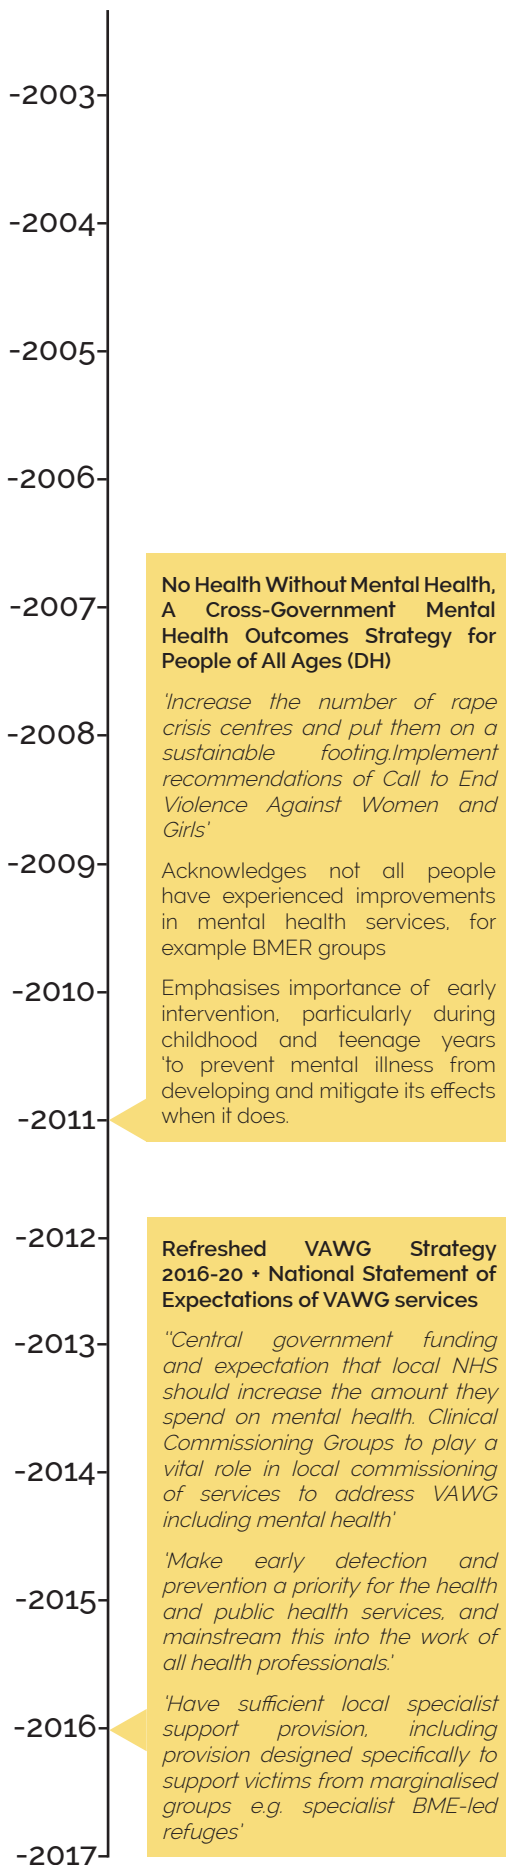 -2003-
-2004-
-2005-
-2006-
-2007-
-2008-
-2009-
-2010-
-2011-
-2012-
-2013-
-2014-
-2015-
-2016-
-2017-
No Health Without Mental Health,
A Cross-Government Mental
Health Outcomes Strategy for
People of All Ages (DH)
'Increase the number of rape
crisis centres and put them on a
sustainable footing.Implement
recommendations of Call to End
Violence Against Women and
Girls'
Acknowledges not all people
have experienced improvements
in mental health services, for
example BMER groups
Emphasises importance of early
intervention, particularly during
childhood and teenage years
'to prevent mental illness from
developing and mitigate its effects
when it does.
Refreshed VAWG Strategy
2016-20 + National Statement of
Expectations of VAWG services
''Central government funding
and expectation that local NHS
should increase the amount they
spend on mental health. Clinical
Commissioning Groups to play a
vital role in local commissioning
of services to address VAWG
including mental health'
'Make early detection and
prevention a priority for the health
and public health services, and
mainstream this into the work of
all health professionals.'
'Have sufficient local specialist
support provision, including
provision designed specifically to
support victims from marginalised
groups e.g. specialist BME-led
refuges'